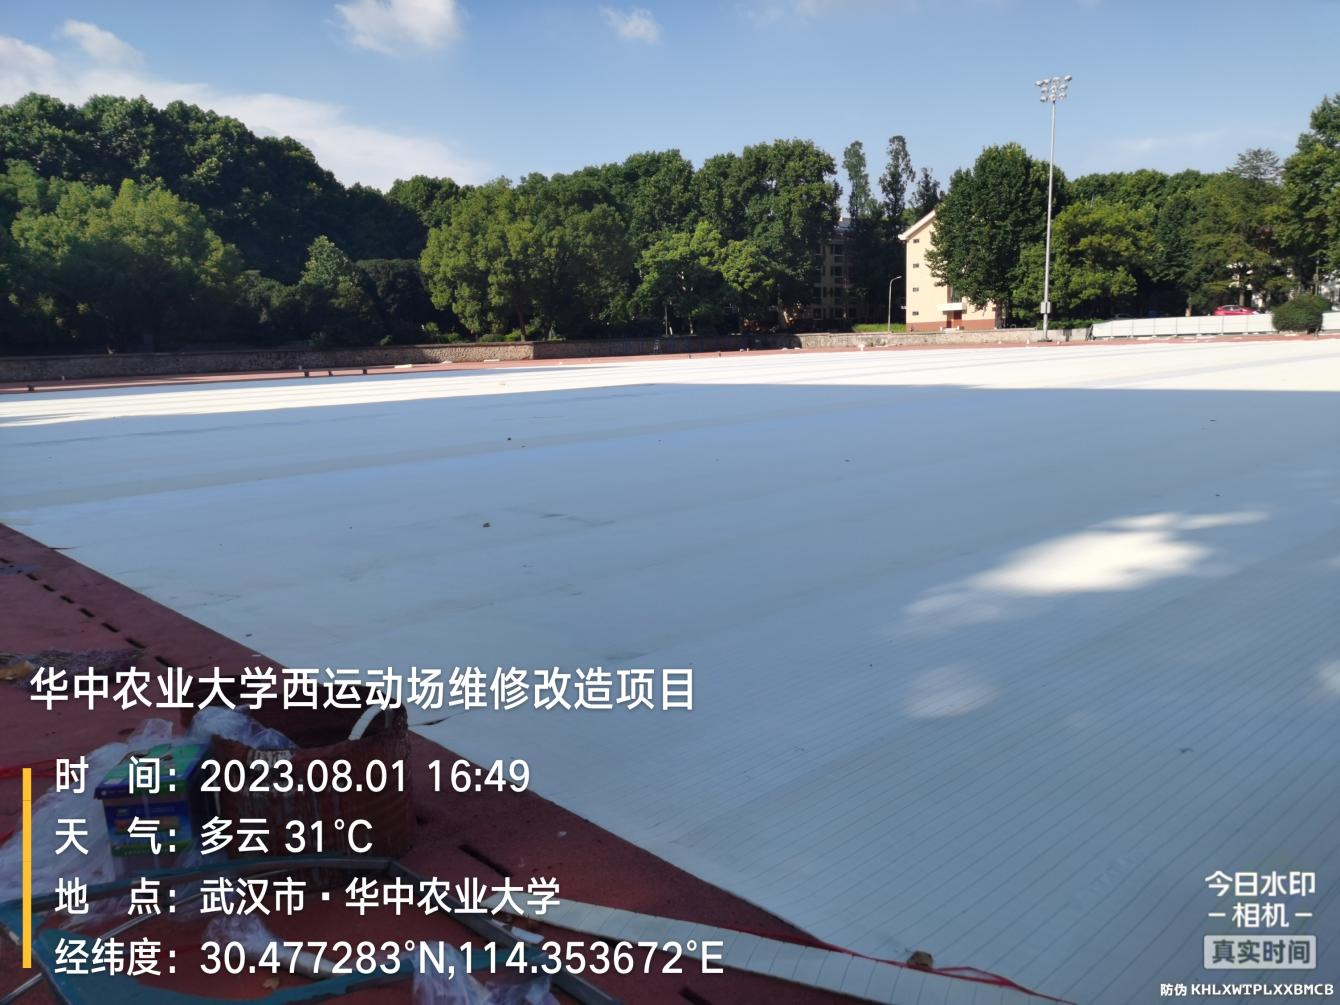 华中农业大学西运动场维修改造项目
时 间：2023.08.01 16:49
天 气：多云 31℃
地 点：武汉市·华中农业大学
经纬度：30.477283°N,114.353672°E
今日水印
-相机-
真实时间
防伪 KHLXWTPLXXBMCB